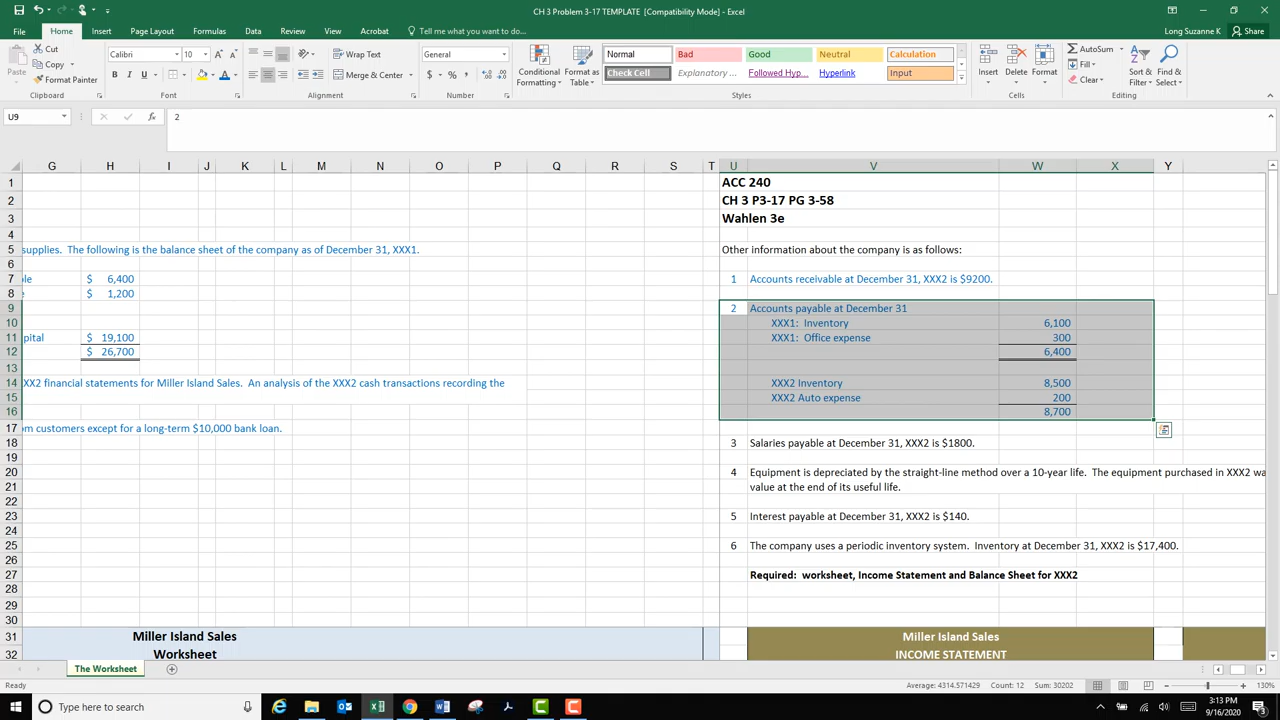 CH 3 Problem 3-17 TEMPLATE [Compatibility Mode] - Excel
Long Suzanne K
Share
File Home Insert Page Layout Formulas Data Review View Tell me what you want to do
Paste
Cut
Copy
Format Painter
Clipboard
Calibri 10
Font
Wrap Text
Merge & Center
Alignment
General
Number
Conditional Formatting
Format as Table
Normal Bad Good Neutral Calculation
Check Cell Explanatory ... Followed Hyp... Hyperlink Input
Styles
Insert Delete Format
Cells
AutoSum
Fill
Clear
Sort & Filter
Find & Select
Editing
U9
fx
2
G H I J K L M N O P Q R S T U V W X Y
1 ACC 240
2 CH 3 P3-17 PG 3-58
3 Wahlen 3e
4
5 supplies. The following is the balance sheet of the company as of December 31, XXX1. Other information about the company is as follows:
6
7 $ 6,400 1 Accounts receivable at December 31, XXX2 is $9200.
8 $ 1,200
9 2 Accounts payable at December 31
10 XXX1: Inventory 6,100
11 pital $ 19,100 XXX1: Office expense 300
12 $ 26,700 6,400
13
14 XX2 financial statements for Miller Island Sales. An analysis of the XXX2 cash transactions recording the XXX2 Inventory 8,500
15 XXX2 Auto expense 200
16 8,700
17 om customers except for a long-term $10,000 bank loan.
18 3 Salaries payable at December 31, XXX2 is $1800.
19
20 4 Equipment is depreciated by the straight-line method over a 10-year life. The equipment purchased in XXX2 wa
21 value at the end of its useful life.
22
23 5 Interest payable at December 31, XXX2 is $140.
24
25 6 The company uses a periodic inventory system. Inventory at December 31, XXX2 is $17,400.
26
27 Required: worksheet, Income Statement and Balance Sheet for XXX2
28
29
30
31 Miller Island Sales Miller Island Sales
32 Worksheet INCOME STATEMENT
The Worksheet
Ready
Average: 4314.571429 Count: 12 Sum: 30202
130%
Type here to search
3:13 PM
9/16/2020